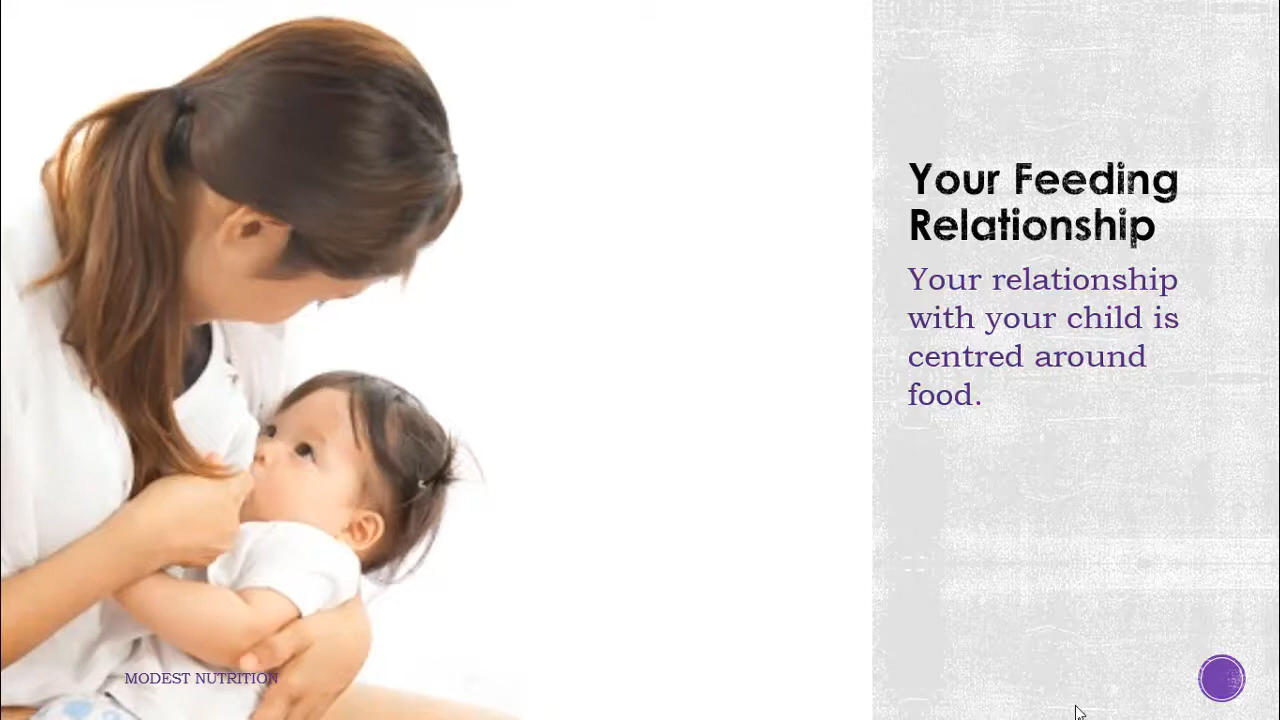 Your Feeding
Relationship
Your relationship
with your child is
centred around
food.
MODEST NUTRITION